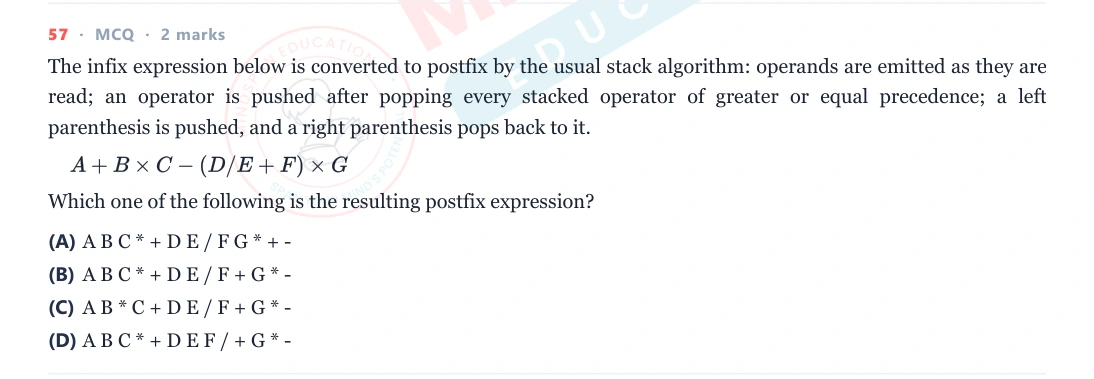 57 · MCQ · 2 marks
The infix expression below is converted to postfix by the usual stack algorithm: operands are emitted as they are
read; an operator is pushed after popping every stacked operator of greater or equal precedence; a left
parenthesis is pushed, and a right parenthesis pops back to it.
A + B × C − (D/E + F) × G
Which one of the following is the resulting postfix expression?
(A) A B C * + D E / F G * + -
(B) A B C * + D E / F + G * -
(C) A B * C + D E / F + G * -
(D) A B C * + D E F / + G * -
EDUC
EDUCATION